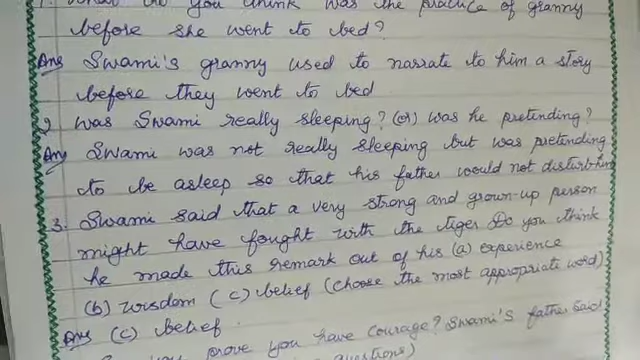 1. What do you think was the practice of granny
before she went to bed?
Ans Swami's granny used to narrate to him a story
before they went to bed
2 Was Swami really sleeping? (or) was he pretending?
Ans Swami was not really sleeping but was pretending
to be asleep so that his father would not disturb him
3. Swami said that a very strong and grown-up person
might have fought with the tiger Do you think
he made this remark out of his (a) experience
(b) wisdom (c) belief (choose the most appropriate word)
Ans (c) belief.
prove you have courage? Swami's father said
questions)